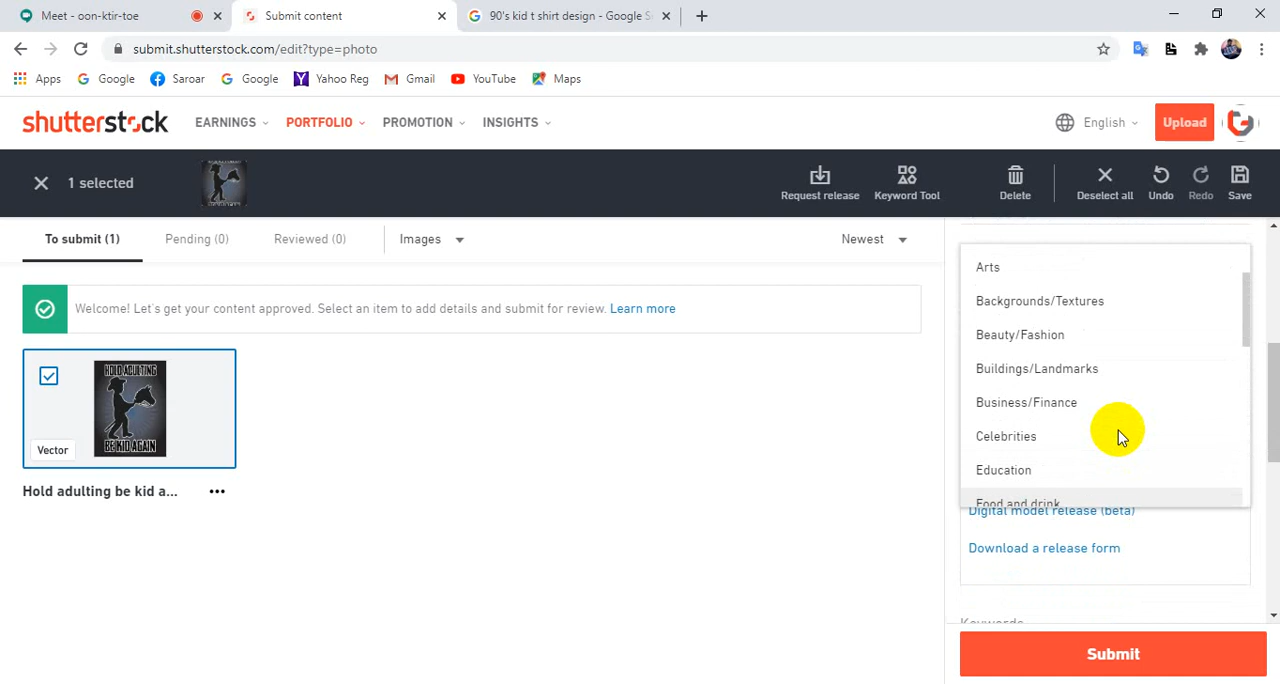 Meet - oon-ktir-toe
Submit content
90's kid t shirt design - Google S
submit.shutterstock.com/edit?type=photo
Apps Google Saroar Google Yahoo Reg Gmail YouTube Maps
shutterstock EARNINGS PORTFOLIO PROMOTION INSIGHTS English Upload
1 selected Request release Keyword Tool Delete Deselect all Undo Redo Save
To submit (1) Pending (0) Reviewed (0) Images Newest
Welcome! Let's get your content approved. Select an item to add details and submit for review. Learn more
HOLD ADULTING
BE KID AGAIN
Vector
Hold adulting be kid a...
Arts
Backgrounds/Textures
Beauty/Fashion
Buildings/Landmarks
Business/Finance
Celebrities
Education
Food and drink
Digital model release (beta)
Download a release form
Keywords
Submit